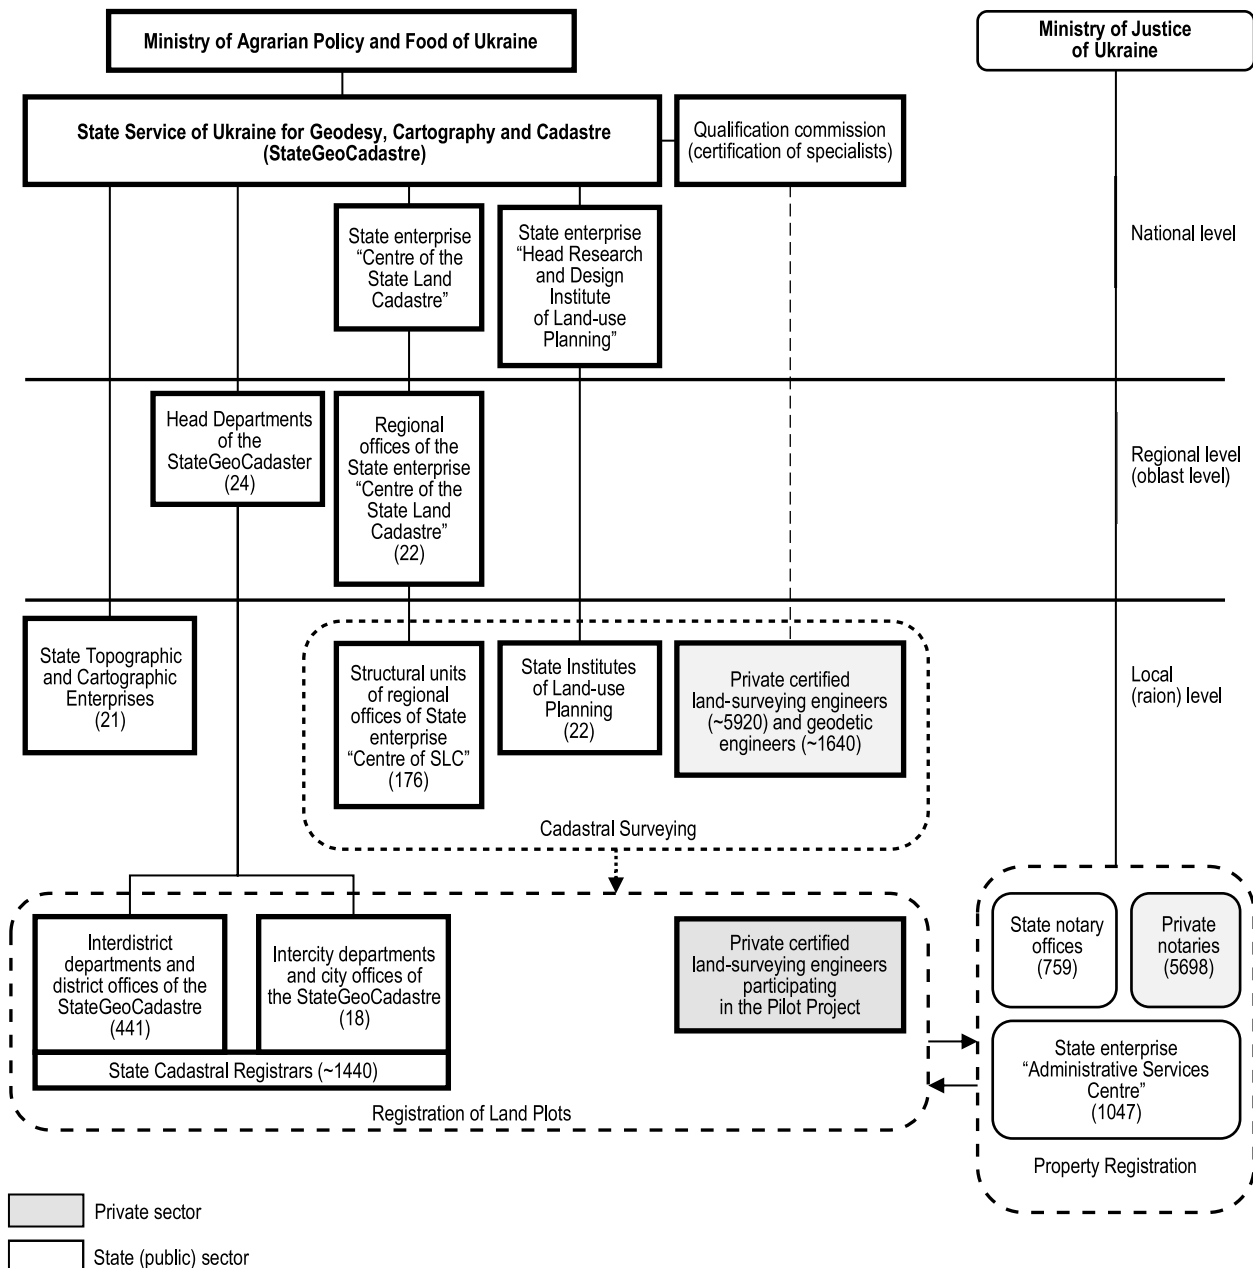 Ministry of Agrarian Policy and Food of Ukraine
Ministry of Justice
of Ukraine
State Service of Ukraine for Geodesy, Cartography and Cadastre
(StateGeoCadastre)
Qualification commission
(certification of specialists)
State enterprise
“Centre of the
State Land
Cadastre”
State enterprise
“Head Research
and Design
Institute
of Land-use
Planning”
National level
Head Departments
of the
StateGeoCadaster
(24)
Regional
offices of the
State enterprise
“Centre of the
State Land
Cadastre”
(22)
Regional level
(oblast level)
State Topographic
and Cartographic
Enterprises
(21)
Structural units
of regional
offices of State
enterprise
“Centre of SLC”
(176)
State Institutes
of Land-use
Planning
(22)
Private certified
land-surveying engineers
(~5920) and geodetic
engineers (~1640)
Local
(raion) level
Cadastral Surveying
Interdistrict
departments and
district offices of the
StateGeoCadastre
(441)
Intercity departments
and city offices of
the StateGeoCadastre
(18)
State Cadastral Registrars (~1440)
Private certified
land-surveying engineers
participating
in the Pilot Project
Registration of Land Plots
State notary
offices
(759)
Private
notaries
(5698)
State enterprise
“Administrative Services
Centre”
(1047)
Property Registration
Private sector
State (public) sector